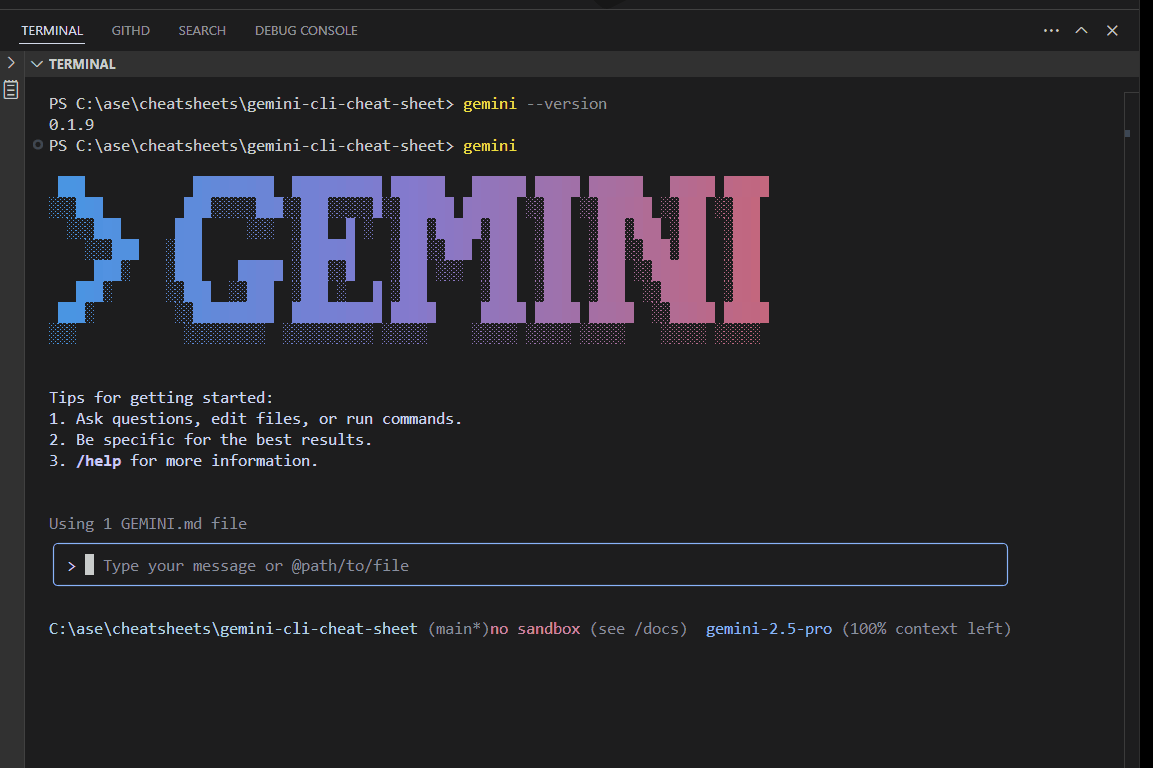 TERMINAL GITHD SEARCH DEBUG CONSOLE
TERMINAL
PS C:\ase\cheatsheets\gemini-cli-cheat-sheet> gemini --version
0.1.9
PS C:\ase\cheatsheets\gemini-cli-cheat-sheet> gemini
> GEMINI
Tips for getting started:
1. Ask questions, edit files, or run commands.
2. Be specific for the best results.
3. /help for more information.
Using 1 GEMINI.md file
> Type your message or @path/to/file
C:\ase\cheatsheets\gemini-cli-cheat-sheet (main*)no sandbox (see /docs) gemini-2.5-pro (100% context left)